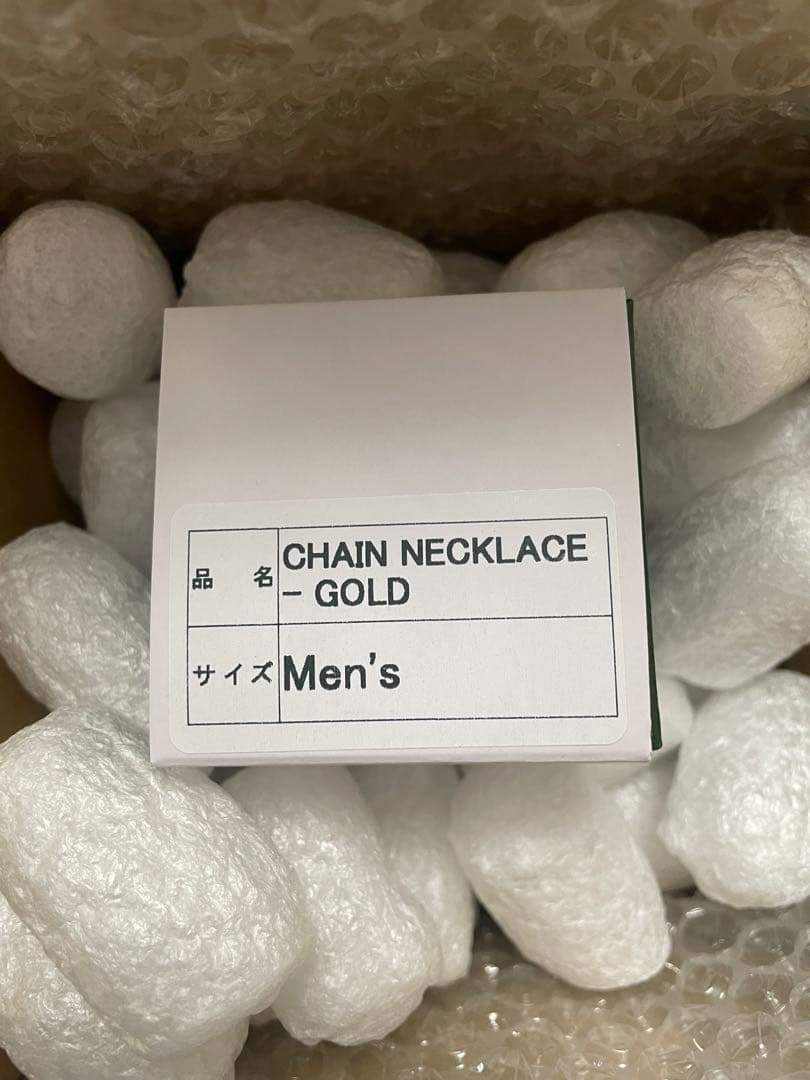 品 名 CHAIN NECKLACE
- GOLD
サイズ Men's